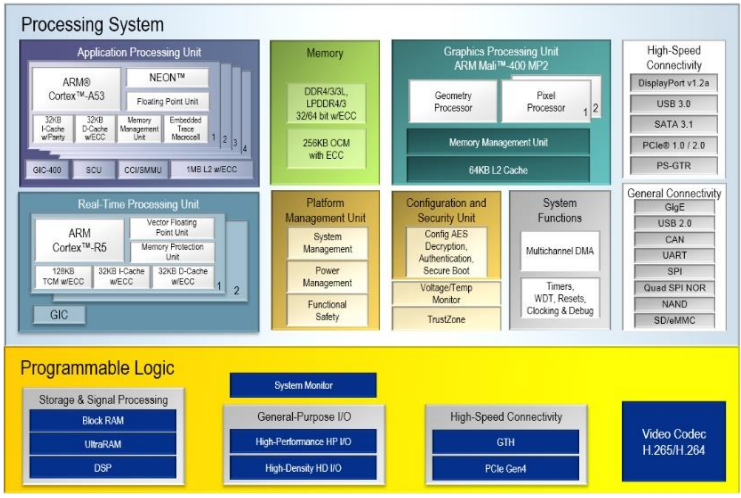 Processing System
Application Processing Unit
ARM®
Cortex™-A53
NEON™
Floating Point Unit
32KB
I-Cache
w/Parity
32KB
D-Cache
w/ECC
Memory
Management
Unit
Embedded
Trace
Macrocell
1
2
3
4
GIC-400
SCU
CCI/SMMU
1MB L2 w/ECC
Memory
DDR4/3/3L,
LPDDR4/3
32/64 bit w/ECC
256KB OCM
with ECC
Graphics Processing Unit
ARM Mali™-400 MP2
Geometry
Processor
Pixel
Processor
1
2
Memory Management Unit
64KB L2 Cache
High-Speed
Connectivity
DisplayPort v1.2a
USB 3.0
SATA 3.1
PCIe® 1.0 / 2.0
PS-GTR
Real-Time Processing Unit
ARM
Cortex™-R5
Vector Floating
Point Unit
Memory Protection
Unit
128KB
TCM w/ECC
32KB I-Cache
w/ECC
32KB D-Cache
w/ECC
1
2
GIC
Platform
Management Unit
System
Management
Power
Management
Functional
Safety
Configuration and
Security Unit
Config AES
Decryption,
Authentication,
Secure Boot
Voltage/Temp
Monitor
TrustZone
System
Functions
Multichannel DMA
Timers,
WDT, Resets,
Clocking & Debug
General Connectivity
GigE
USB 2.0
CAN
UART
SPI
Quad SPI NOR
NAND
SD/eMMC
Programmable Logic
Storage & Signal Processing
Block RAM
UltraRAM
DSP
System Monitor
General-Purpose I/O
High-Performance HP I/O
High-Density HD I/O
High-Speed Connectivity
GTH
PCIe Gen4
Video Codec
H.265/H.264